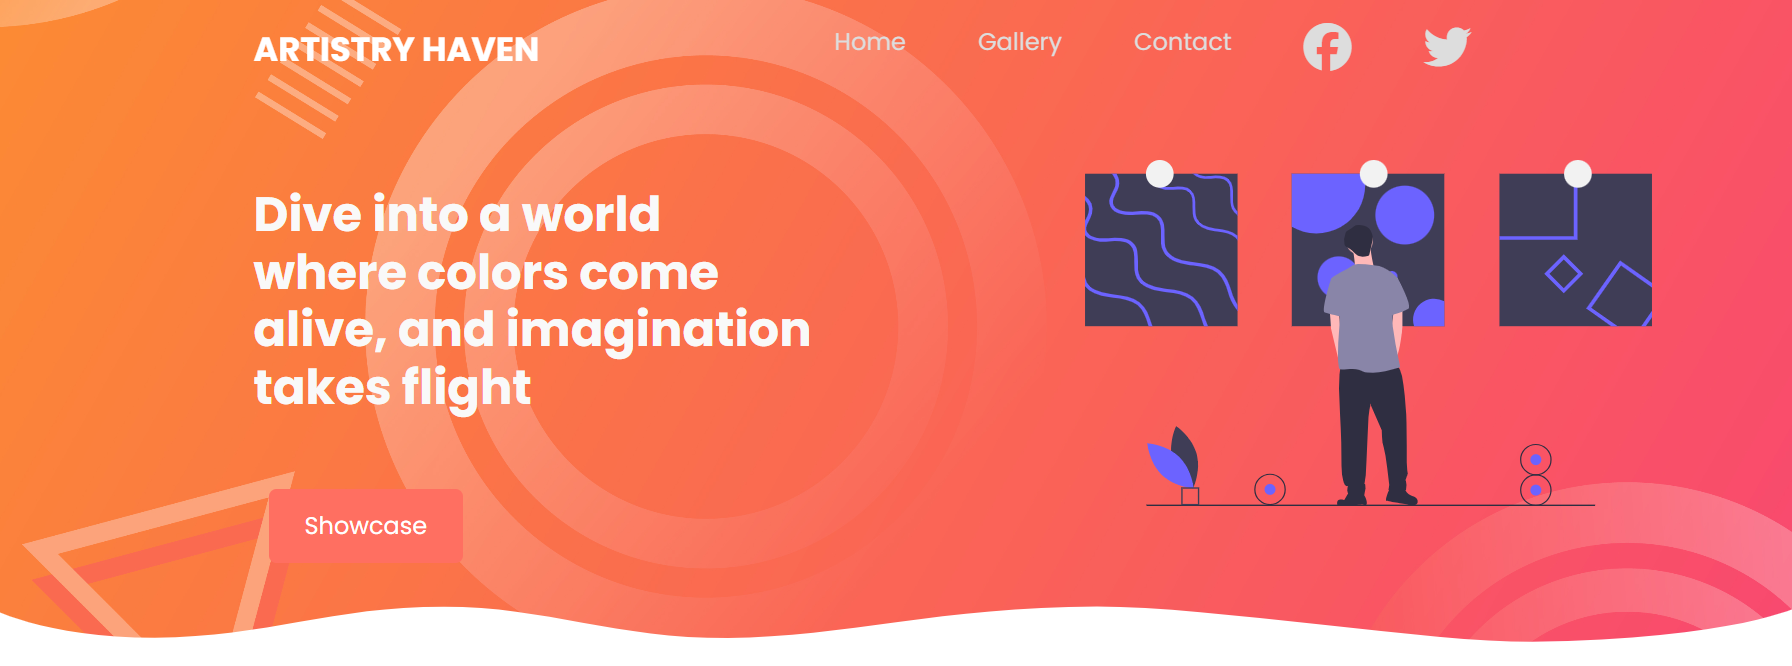 ARTISTRY HAVEN
Home
Gallery
Contact
Dive into a world
where colors come
alive, and imagination
takes flight
Showcase